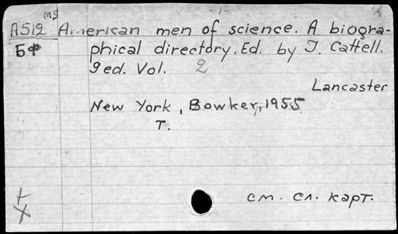 -1-
A512 American men of science. A biogra-
БФ phical directory. Ed. by J. Cattell.
9 ed. Vol. 2
Lancaster
New York, Bowker, 1955
T.
см. сл. карт.